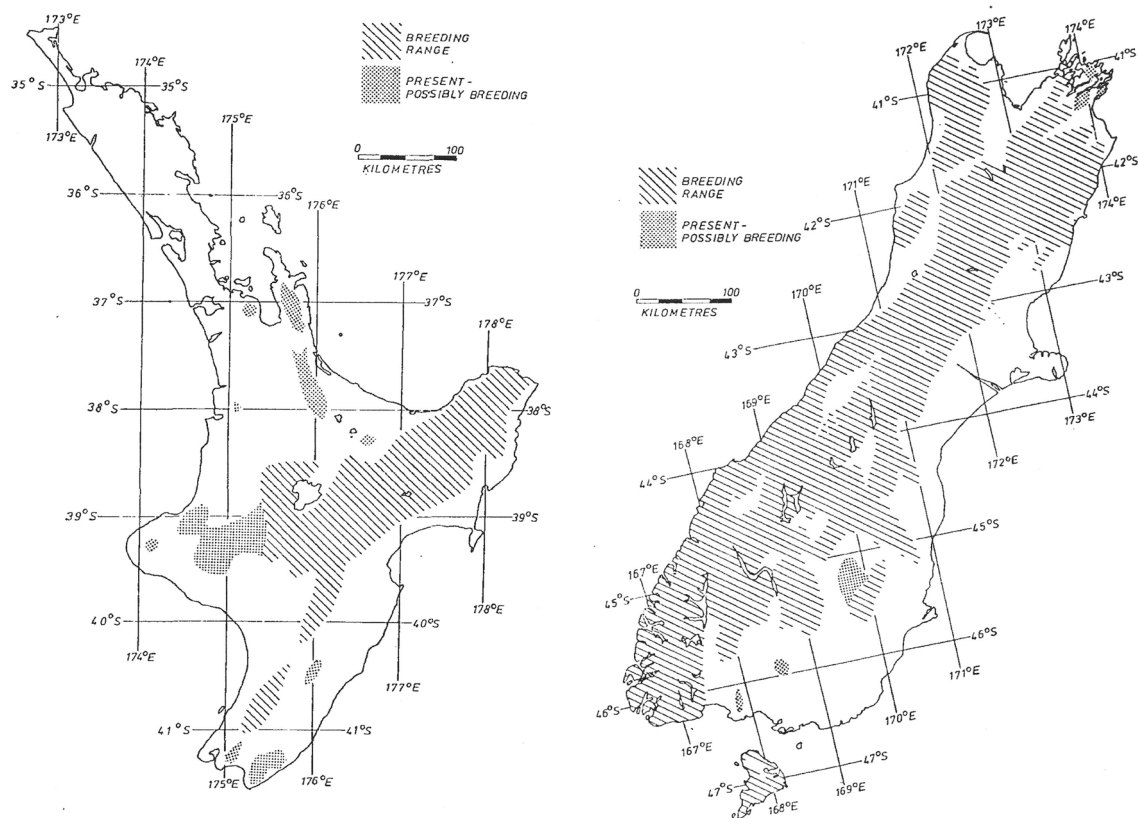 173°E
174°E
35°S
35°S
173°E
175°E
36°S
36°S
176°E
BREEDING
RANGE
PRESENT-
POSSIBLY BREEDING
0 100
KILOMETRES
177°E
37°S
37°S
178°E
38°S
38°S
39°S
39°S
178°E
40°S
40°S
174°E
177°E
41°S
41°S
175°E
176°E
173°E
174°E
172°E
41°S
41°S
42°S
174°E
171°E
42°S
BREEDING
RANGE
PRESENT-
POSSIBLY BREEDING
0 100
KILOMETRES
170°E
43°S
43°S
169°E
44°S
173°E
168°E
172°E
44°S
45°S
167°E
45°S
46°S
171°E
46°S
170°E
167°E
47°S
47°S
169°E
168°E